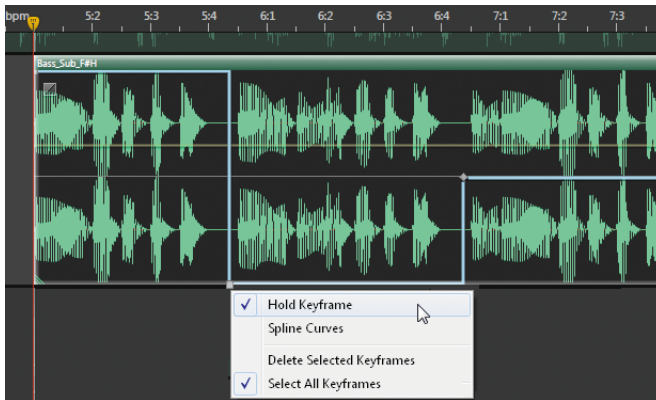 bpm 5:2 5:3 5:4 6:1 6:2 6:3 6:4 7:1 7:2 7:3
Bass_Sub_F#H
Hold Keyframe
Spline Curves
Delete Selected Keyframes
Select All Keyframes